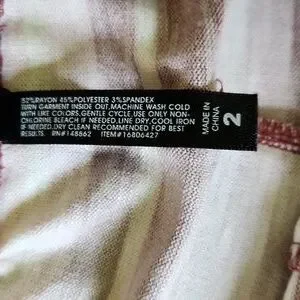 52%RAYON 45%POLYESTER 3%SPANDEX
TURN GARMENT INSIDE OUT,MACHINE WASH COLD
WITH LIKE COLORS,GENTLE CYCLE,USE ONLY NON-
CHLORINE BLEACH IF NEEDED,LINE DRY,COOL IRON
IF NEEDED,DRY CLEAN RECOMMENDED FOR BEST
RESULTS. RN#148862 ITEM#16806427
MADE IN
CHINA
2